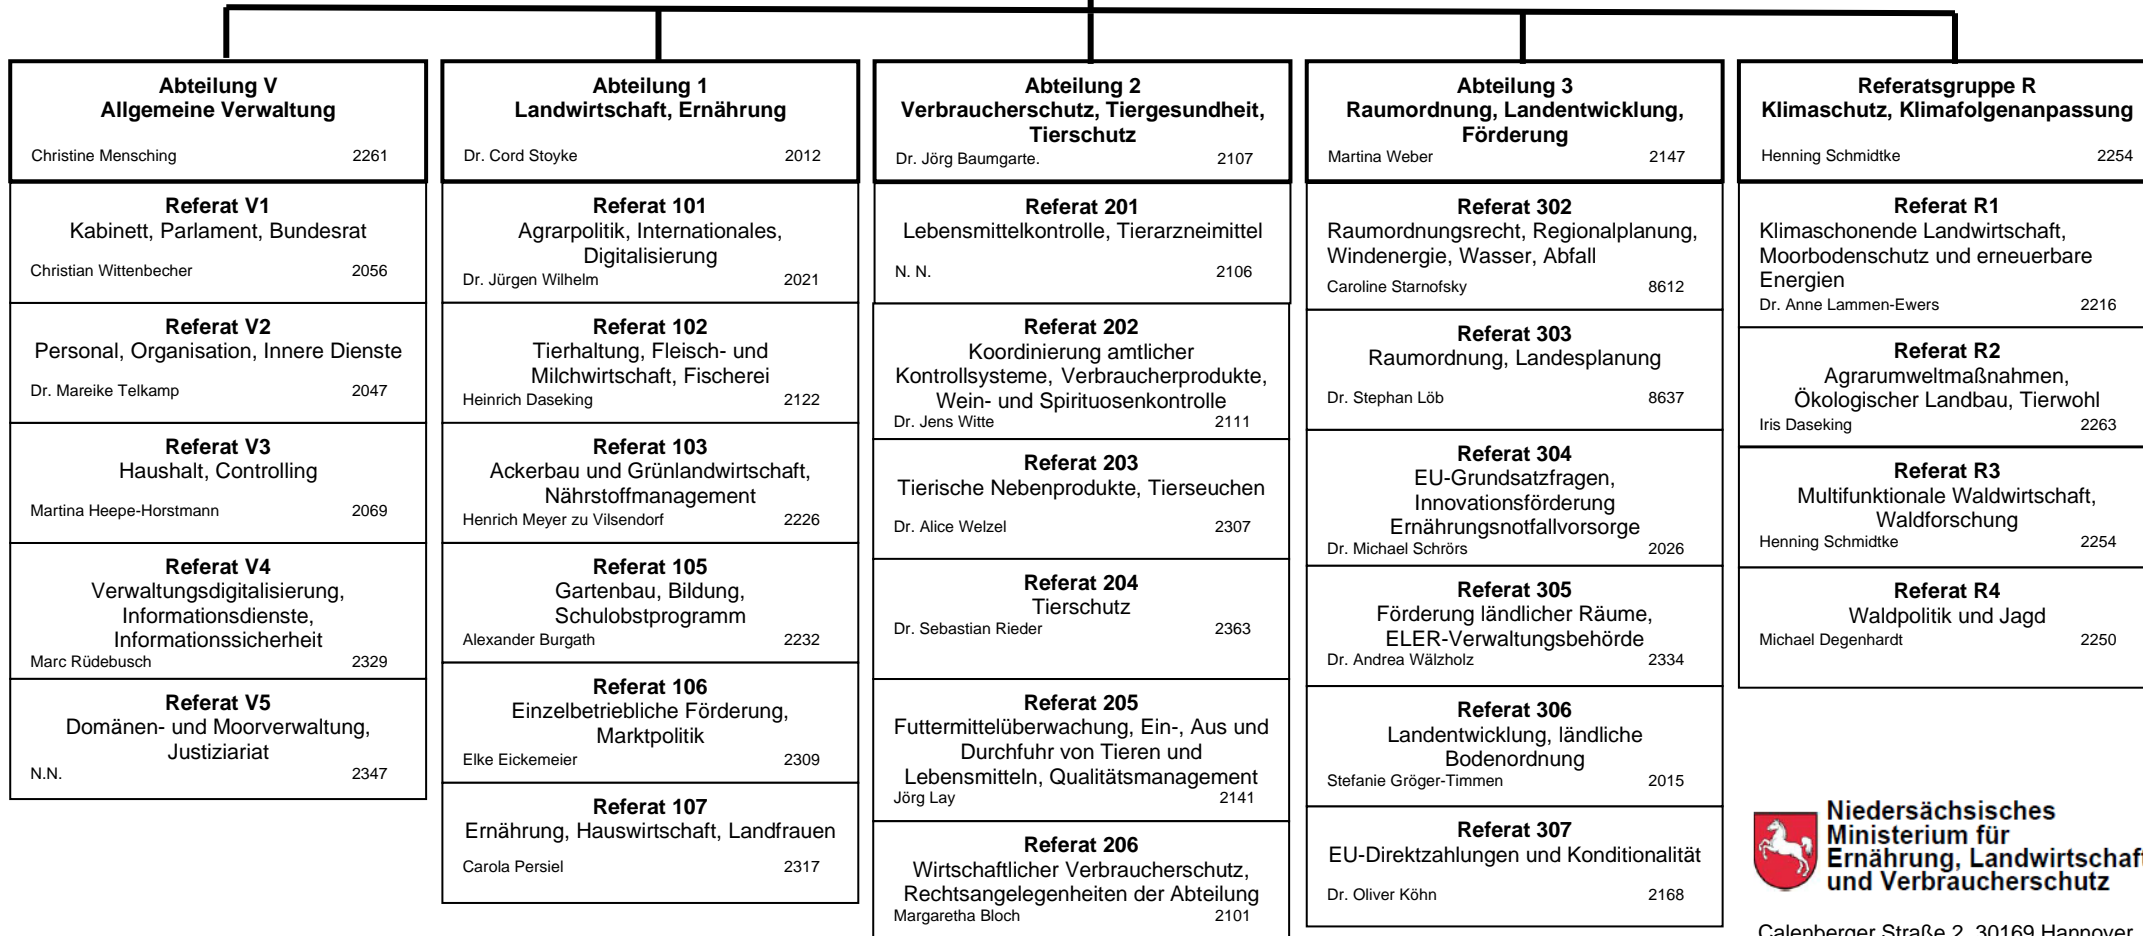 Abteilung V
Allgemeine Verwaltung
Christine Mensching 2261
Referat V1
Kabinett, Parlament, Bundesrat
Christian Wittenbecher 2056
Referat V2
Personal, Organisation, Innere Dienste
Dr. Mareike Telkamp 2047
Referat V3
Haushalt, Controlling
Martina Heepe-Horstmann 2069
Referat V4
Verwaltungsdigitalisierung,
Informationsdienste,
Informationssicherheit
Marc Rüdebusch 2329
Referat V5
Domänen- und Moorverwaltung,
Justiziariat
N.N. 2347
Abteilung 1
Landwirtschaft, Ernährung
Dr. Cord Stoyke 2012
Referat 101
Agrarpolitik, Internationales,
Digitalisierung
Dr. Jürgen Wilhelm 2021
Referat 102
Tierhaltung, Fleisch- und
Milchwirtschaft, Fischerei
Heinrich Daseking 2122
Referat 103
Ackerbau und Grünlandwirtschaft,
Nährstoffmanagement
Henrich Meyer zu Vilsendorf 2226
Referat 105
Gartenbau, Bildung,
Schulobstprogramm
Alexander Burgath 2232
Referat 106
Einzelbetriebliche Förderung,
Marktpolitik
Elke Eickemeier 2309
Referat 107
Ernährung, Hauswirtschaft, Landfrauen
Carola Persiel 2317
Abteilung 2
Verbraucherschutz, Tiergesundheit,
Tierschutz
Dr. Jörg Baumgarte. 2107
Referat 201
Lebensmittelkontrolle, Tierarzneimittel
N. N. 2106
Referat 202
Koordinierung amtlicher
Kontrollsysteme, Verbraucherprodukte,
Wein- und Spirituosenkontrolle
Dr. Jens Witte 2111
Referat 203
Tierische Nebenprodukte, Tierseuchen
Dr. Alice Welzel 2307
Referat 204
Tierschutz
Dr. Sebastian Rieder 2363
Referat 205
Futtermittelüberwachung, Ein-, Aus und
Durchfuhr von Tieren und
Lebensmitteln, Qualitätsmanagement
Jörg Lay 2141
Referat 206
Wirtschaftlicher Verbraucherschutz,
Rechtsangelegenheiten der Abteilung
Margaretha Bloch 2101
Abteilung 3
Raumordnung, Landentwicklung,
Förderung
Martina Weber 2147
Referat 302
Raumordnungsrecht, Regionalplanung,
Windenergie, Wasser, Abfall
Caroline Starnofsky 8612
Referat 303
Raumordnung, Landesplanung
Dr. Stephan Löb 8637
Referat 304
EU-Grundsatzfragen,
Innovationsförderung
Ernährungsnotfallvorsorge
Dr. Michael Schrörs 2026
Referat 305
Förderung ländlicher Räume,
ELER-Verwaltungsbehörde
Dr. Andrea Wälzholz 2334
Referat 306
Landentwicklung, ländliche
Bodenordnung
Stefanie Gröger-Timmen 2015
Referat 307
EU-Direktzahlungen und Konditionalität
Dr. Oliver Köhn 2168
Referatsgruppe R
Klimaschutz, Klimafolgenanpassung
Henning Schmidtke 2254
Referat R1
Klimaschonende Landwirtschaft,
Moorbodenschutz und erneuerbare
Energien
Dr. Anne Lammen-Ewers 2216
Referat R2
Agrarumweltmaßnahmen,
Ökologischer Landbau, Tierwohl
Iris Daseking 2263
Referat R3
Multifunktionale Waldwirtschaft,
Waldforschung
Henning Schmidtke 2254
Referat R4
Waldpolitik und Jagd
Michael Degenhardt 2250
Niedersächsisches
Ministerium für
Ernährung, Landwirtschaft
und Verbraucherschutz
Calenberger Straße 2, 30169 Hannover